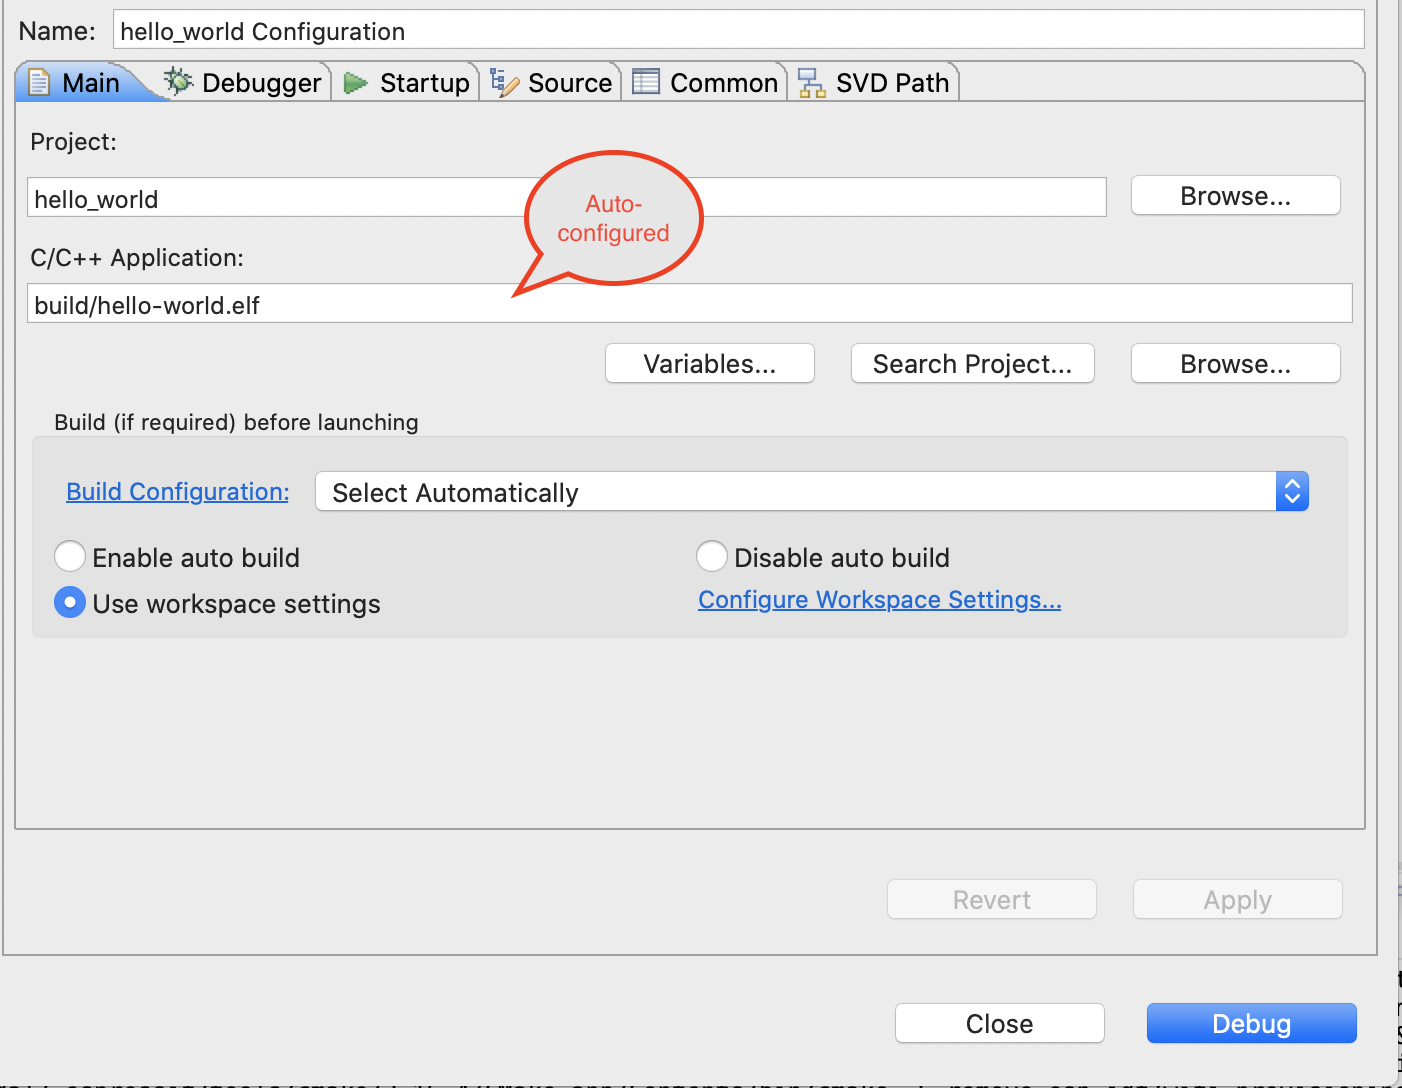 Name: hello_world Configuration
Main Debugger Startup Source Common SVD Path
Project:
hello_world Browse...
Auto-
configured
C/C++ Application:
build/hello-world.elf
Variables... Search Project... Browse...
Build (if required) before launching
Build Configuration: Select Automatically
Enable auto build Disable auto build
Use workspace settings Configure Workspace Settings...
Revert Apply
Close Debug